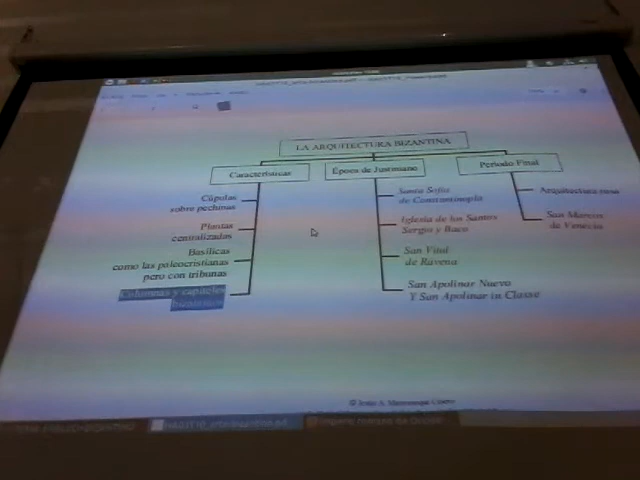 LA ARQUITECTURA BIZANTINA
Características
Época de Justiniano
Periodo Final
Cúpulas
sobre pechinas
Plantas
centralizadas
Basílicas
como las paleocristianas
pero con tribunas
Columnas y capiteles
bizantinos
Santa Sofía
de Constantinopla
Iglesia de los Santos
Sergio y Baco
San Vital
de Rávena
San Apolinar Nuevo
Y San Apolinar in Classe
Arquitectura rusa
San Marcos
de Venecia